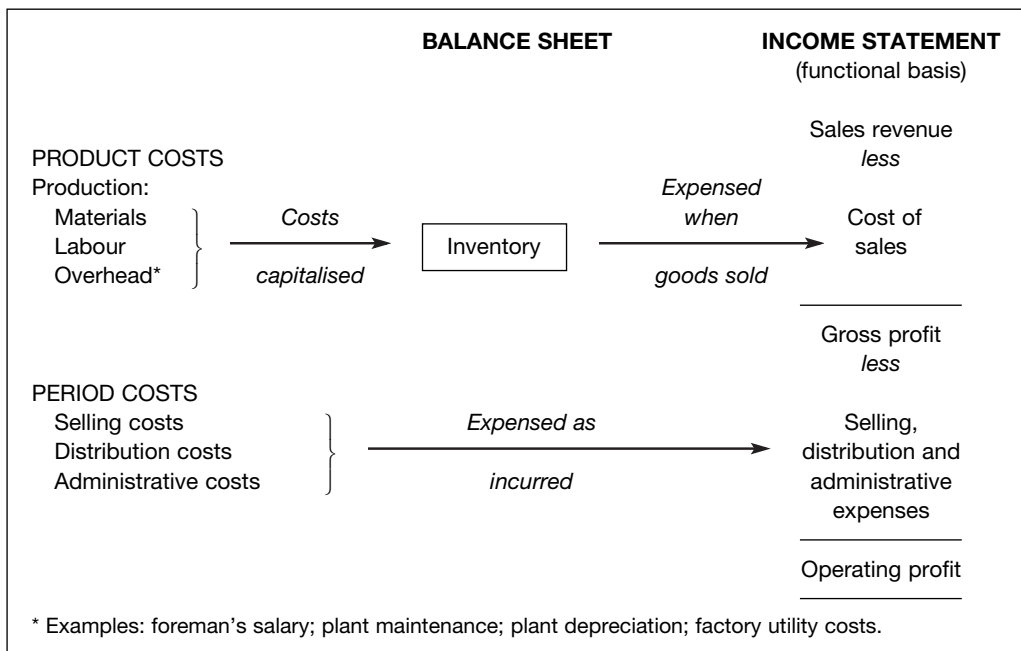 BALANCE SHEET
INCOME STATEMENT
(functional basis)
Sales revenue
less
PRODUCT COSTS
Production:
Materials
Labour
Overhead*
Costs
capitalised
Inventory
Expensed
when
goods sold
Cost of
sales
Gross profit
less
PERIOD COSTS
Selling costs
Distribution costs
Administrative costs
Expensed as
incurred
Selling,
distribution and
administrative
expenses
Operating profit
* Examples: foreman's salary; plant maintenance; plant depreciation; factory utility costs.